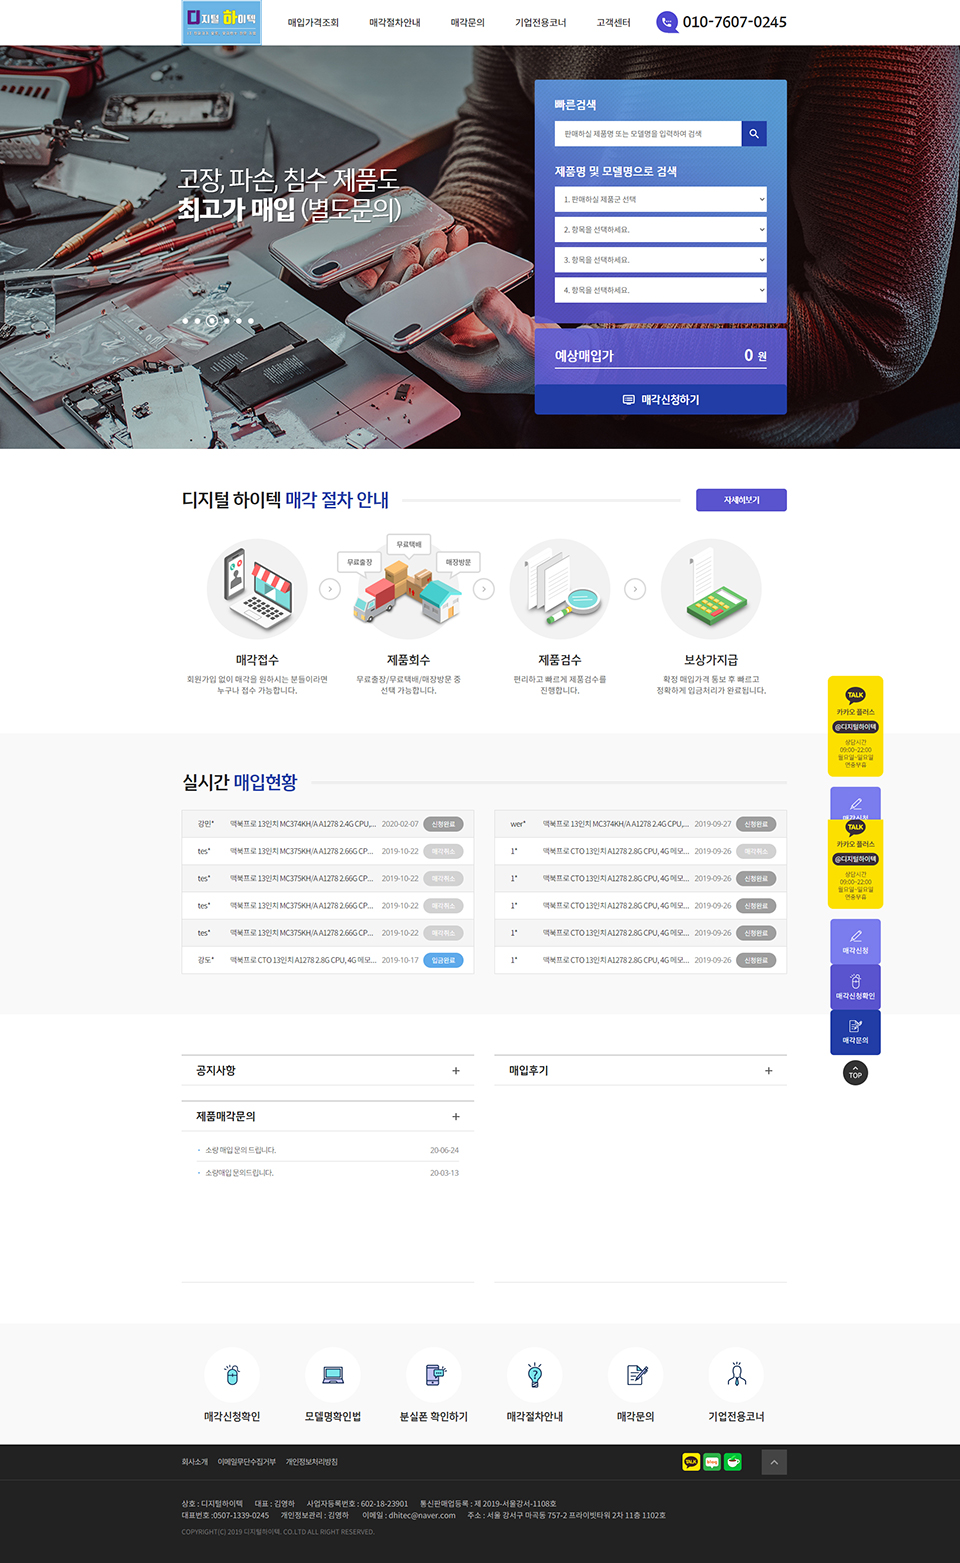 디지털 하이텍
매입가격조회 매각절차안내 매각문의 기업전용코너 고객센터
010-7607-0245
고장, 파손, 침수 제품도
최고가 매입 (별도문의)
빠른검색
판매하실 제품명 또는 모델명을 입력하여 검색
제품명 및 모델명으로 검색
1. 판매하실 제품군 선택
2. 항목을 선택하세요.
3. 항목을 선택하세요.
4. 항목을 선택하세요.
예상매입가 0 원
매각신청하기
디지털 하이텍 매각 절차 안내
자세히보기
무료출장
무료택배
매장방문
매각접수
회원가입 없이 매각을 원하시는 분들이라면
누구나 접수 가능합니다.
제품회수
무료출장/무료택배/매장방문 중
선택 가능합니다.
제품검수
편리하고 빠르게 제품검수를
진행합니다.
보상가지급
확정 매입가격 통보 후 빠르고
정확하게 입금처리가 완료됩니다.
TALK
카카오 플러스
@디지털하이텍
상담시간
09:00~22:00
월요일~일요일
연중무휴
매각신청
TALK
카카오 플러스
@디지털하이텍
상담시간
09:00~22:00
월요일~일요일
연중무휴
매각신청
매각신청확인
매각문의
TOP
실시간 매입현황
강민* 맥북프로 13인치 MC374KH/A A1278 2.4G CPU,... 2020-02-07 신청완료
tes* 맥북프로 13인치 MC375KH/A A1278 2.66G CP... 2019-10-22 매각취소
tes* 맥북프로 13인치 MC375KH/A A1278 2.66G CP... 2019-10-22 매각취소
tes* 맥북프로 13인치 MC375KH/A A1278 2.66G CP... 2019-10-22 매각취소
tes* 맥북프로 13인치 MC375KH/A A1278 2.66G CP... 2019-10-22 매각취소
강도* 맥북프로 CTO 13인치 A1278 2.8G CPU, 4G 메모... 2019-10-17 입금완료
wer* 맥북프로 13인치 MC374KH/A A1278 2.4G CPU,... 2019-09-27 신청완료
1* 맥북프로 CTO 13인치 A1278 2.8G CPU, 4G 메모... 2019-09-26 매각취소
1* 맥북프로 CTO 13인치 A1278 2.8G CPU, 4G 메모... 2019-09-26 신청완료
1* 맥북프로 CTO 13인치 A1278 2.8G CPU, 4G 메모... 2019-09-26 신청완료
1* 맥북프로 CTO 13인치 A1278 2.8G CPU, 4G 메모... 2019-09-26 신청완료
1* 맥북프로 CTO 13인치 A1278 2.8G CPU, 4G 메모... 2019-09-26 신청완료
공지사항 +
매입후기 +
제품매각문의 +
소량 매입 문의 드립니다. 20-06-24
소량매입 문의드립니다. 20-03-13
매각신청확인 모델명확인법 분실폰 확인하기 매각절차안내 매각문의 기업전용코너
회사소개 이메일무단수집거부 개인정보처리방침
TALK blog
상호 : 디지털하이텍 대표 : 김영하 사업자등록번호 : 602-18-23901 통신판매업등록 : 제 2019-서울강서-1108호
대표번호 :0507-1339-0245 개인정보관리 : 김영하 이메일 : dhitec@naver.com 주소 : 서울 강서구 마곡동 757-2 프라이빗타워 2차 11층 1102호
COPYRIGHT(C) 2019 디지털하이텍. CO.LTD ALL RIGHT RESERVED.